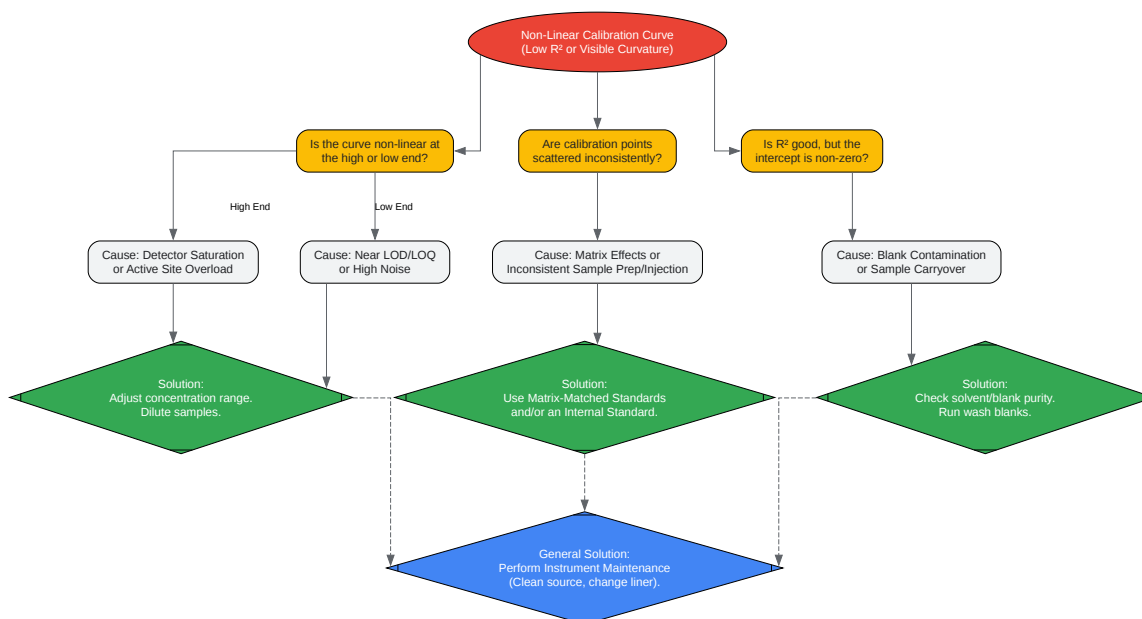 Non-Linear Calibration Curve
(Low R² or Visible Curvature)
Is the curve non-linear at
the high or low end?
Are calibration points
scattered inconsistently?
Is R² good, but the
intercept is non-zero?
High End
Low End
Cause: Detector Saturation
or Active Site Overload
Cause: Near LOD/LOQ
or High Noise
Cause: Matrix Effects or
Inconsistent Sample Prep/Injection
Cause: Blank Contamination
or Sample Carryover
Solution:
Adjust concentration range.
Dilute samples.
Solution:
Use Matrix-Matched Standards
and/or an Internal Standard.
Solution:
Check solvent/blank purity.
Run wash blanks.
General Solution:
Perform Instrument Maintenance
(Clean source, change liner).